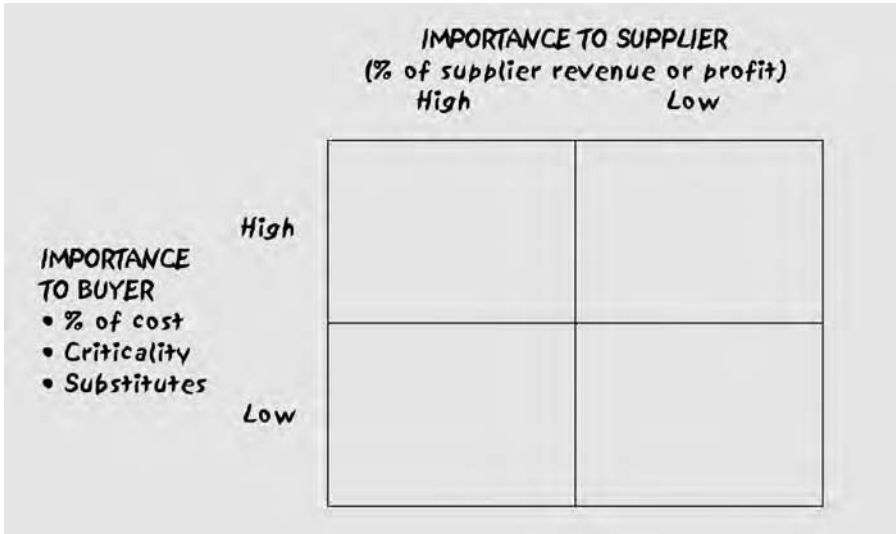 IMPORTANCE TO SUPPLIER
(% of supplier revenue or profit)
High Low
High
IMPORTANCE
TO BUYER
• % of cost
• Criticality
• Substitutes
Low